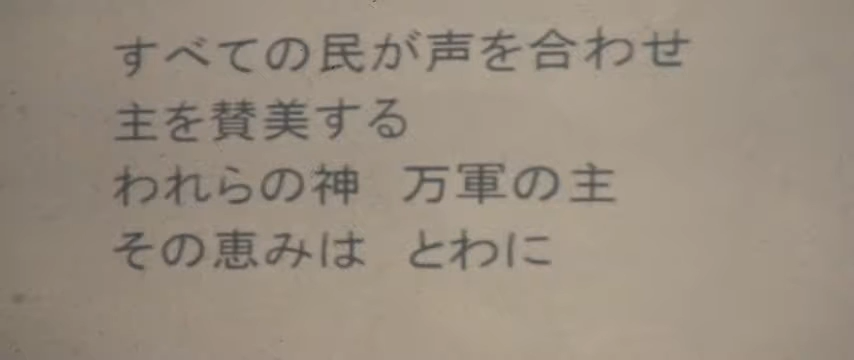 すべての民が声を合わせ
主を賛美する
われらの神　万軍の主
その恵みは　とわに